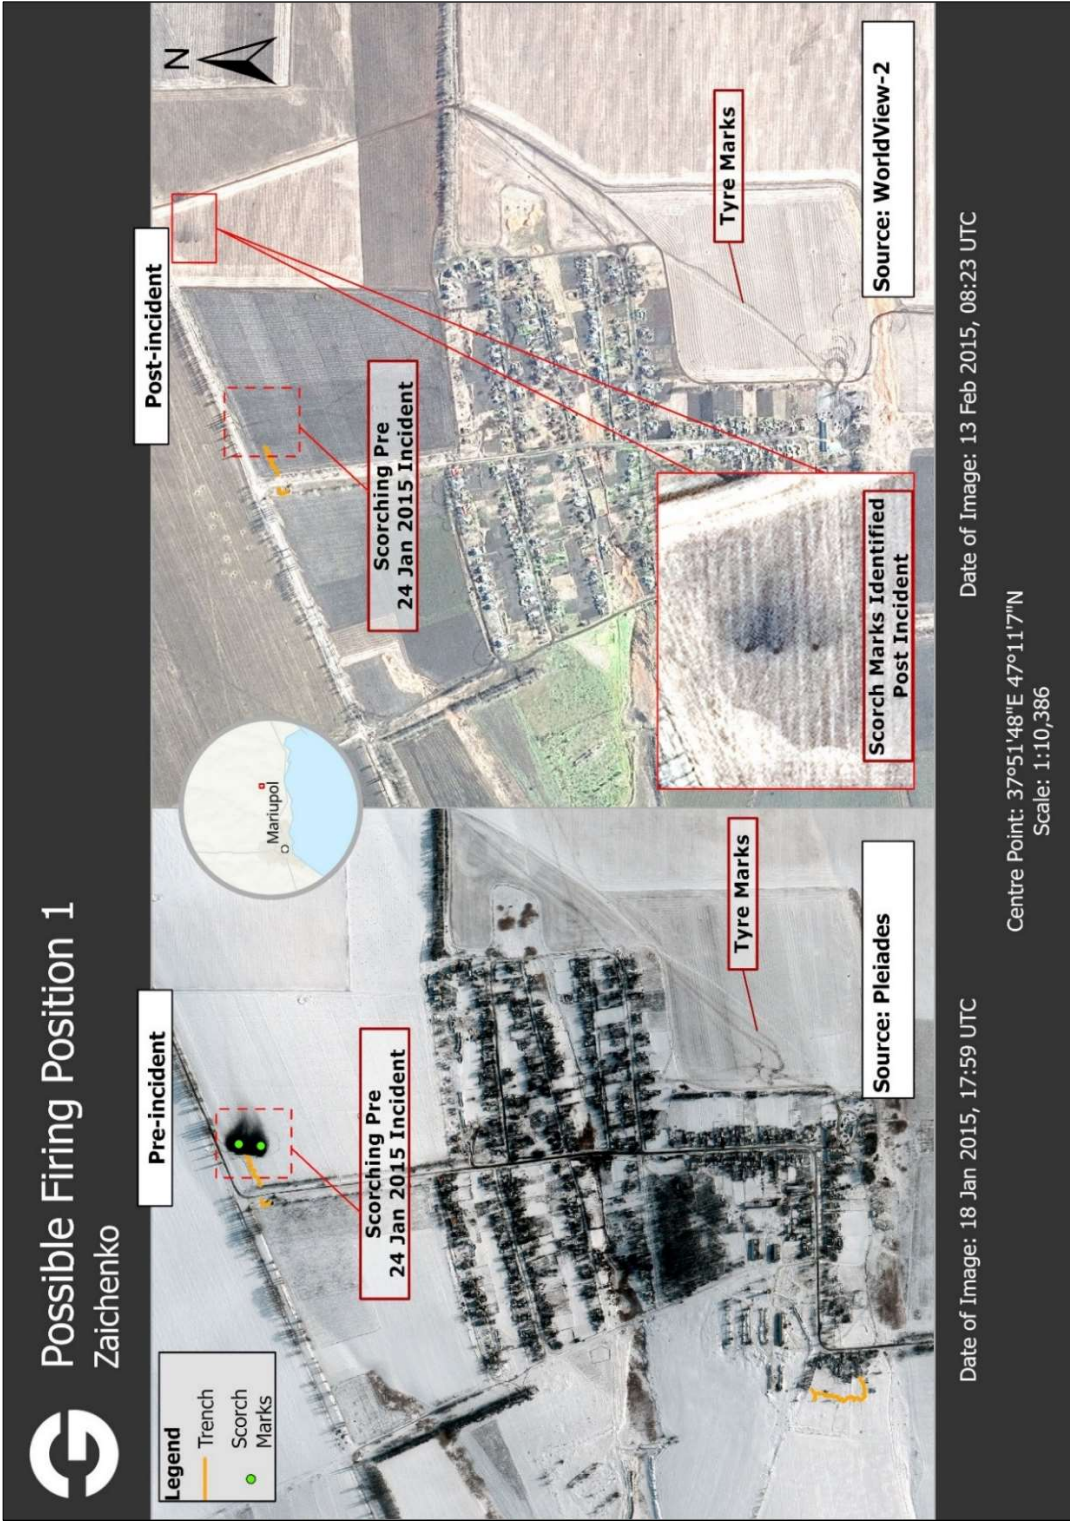 Possible Firing Position 1
Zaichenko
Pre-incident
Post-incident
N
Legend
Trench
Scorch
Marks
Mariupol
Scorching Pre
24 Jan 2015 Incident
Scorching Pre
24 Jan 2015 Incident
Tyre Marks
Tyre Marks
Scorch Marks Identified
Post Incident
Source: Pleiades
Source: WorldView-2
Date of Image: 18 Jan 2015, 17:59 UTC
Date of Image: 13 Feb 2015, 08:23 UTC
Centre Point: 37°51'48"E 47°11'7"N
Scale: 1:10,386